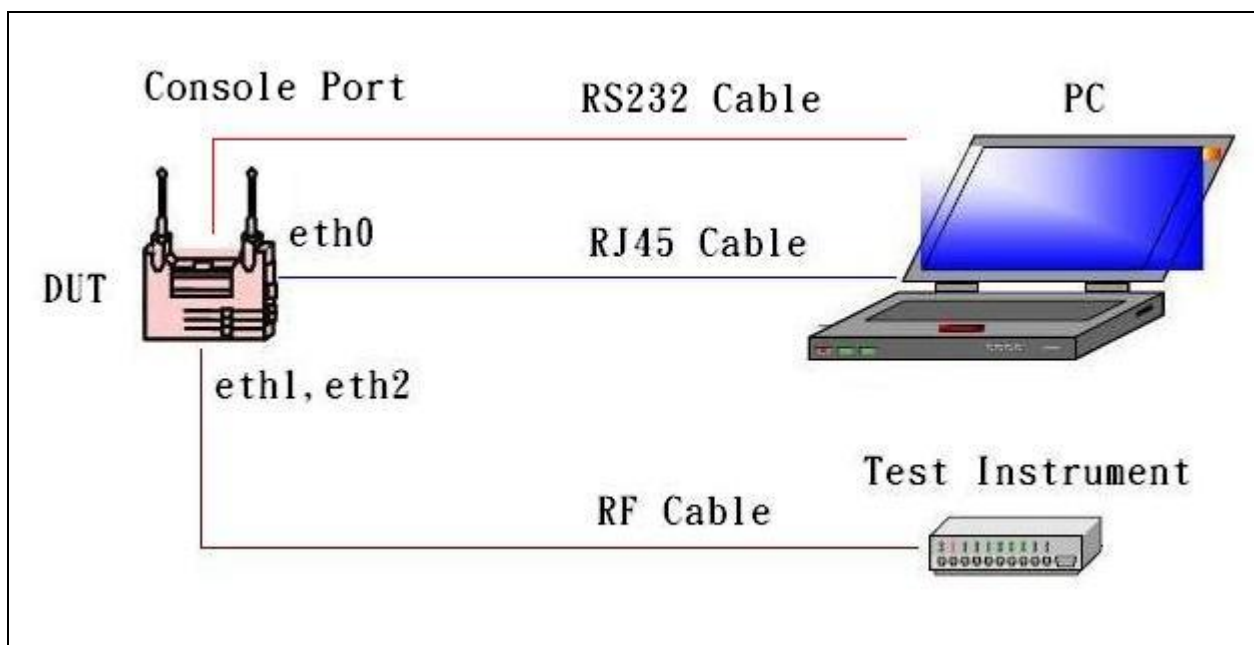 Console Port
RS232 Cable
PC
eth0
RJ45 Cable
DUT
eth1,eth2
Test Instrument
RF Cable